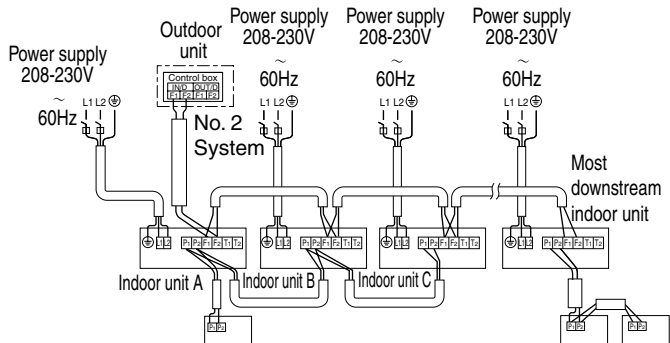 Power supply
208-230V
~
60Hz
L1 L2
Outdoor
unit
Control box
IN/D OUT/D
F1 F2 F1 F2
No. 2
System
Power supply
208-230V
~
60Hz
L1 L2
Power supply
208-230V
~
60Hz
L1 L2
Power supply
208-230V
~
60Hz
L1 L2
Most
downstream
indoor unit
L1 L2
P1 P2 F1 F2 T1 T2
L1 L2
P1 P2 F1 F2 T1 T2
L1 L2
P1 P2 F1 F2 T1 T2
L1 L2
P1 P2 F1 F2 T1 T2
Indoor unit A
Indoor unit B
Indoor unit C
P1 P2
P1 P2
P1 P2